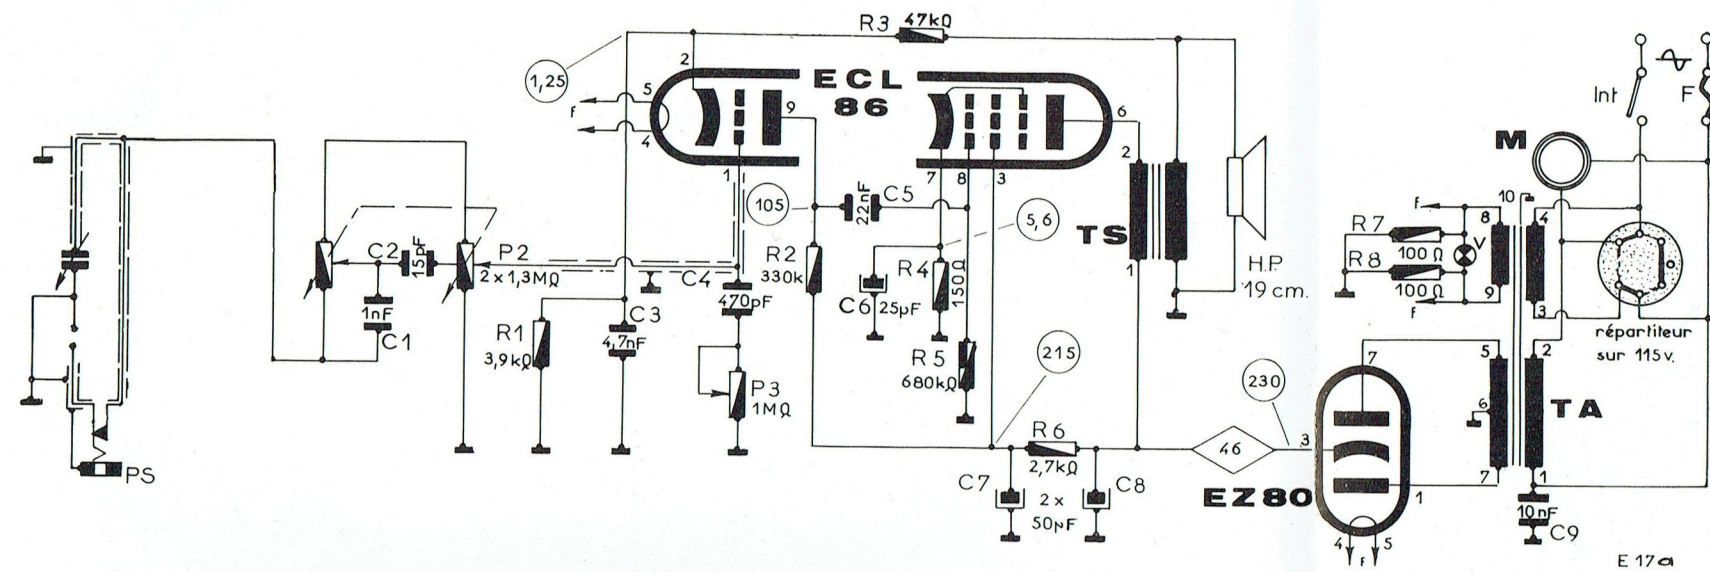 R3 47kΩ
1,25
2
5
F
4
ECL
86
9
1
6
7
8
3
105
22nF
C5
5,6
2
TS
1
H.P.
19 cm.
C2
15pF
P2
2x1,3MΩ
1nF
C1
C4
470pF
R2
330k
R4
150Ω
C6
25µF
R1
3,9kΩ
C3
4,7nF
P3
1MΩ
R5
680kΩ
215
R6
2,7kΩ
C7
C8
2x
50µF
46
230
3
EZ80
7
1
4
F
5
PS
Int
F
M
10
F
8
4
R7
100Ω
V
R8
100Ω
9
F
3
répartiteur
sur 115v.
5
2
6
TA
7
1
10nF
C9
E 17a